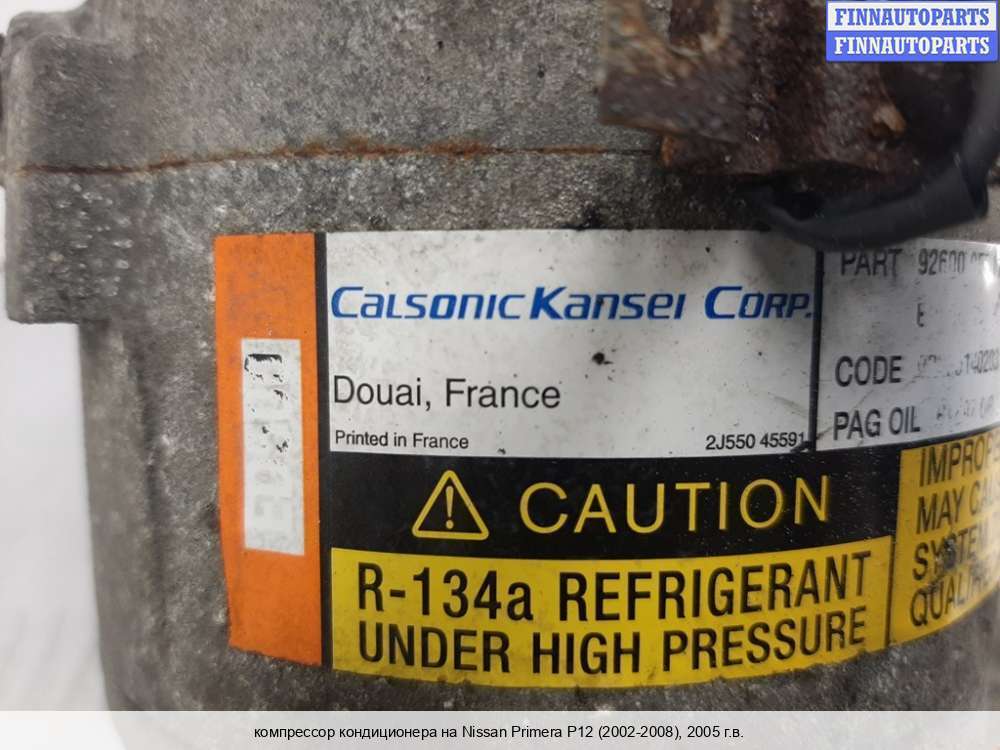 FINNAUTOPARTS
FINNAUTOPARTS
CALSONIC KANSEI CORP.
Douai, France
Printed in France
2J550 45591
PART
CODE
PAG OIL
CAUTION
R-134a REFRIGERANT
UNDER HIGH PRESSURE
MAY
компрессор кондиционера на Nissan Primera P12 (2002-2008), 2005 г.в.